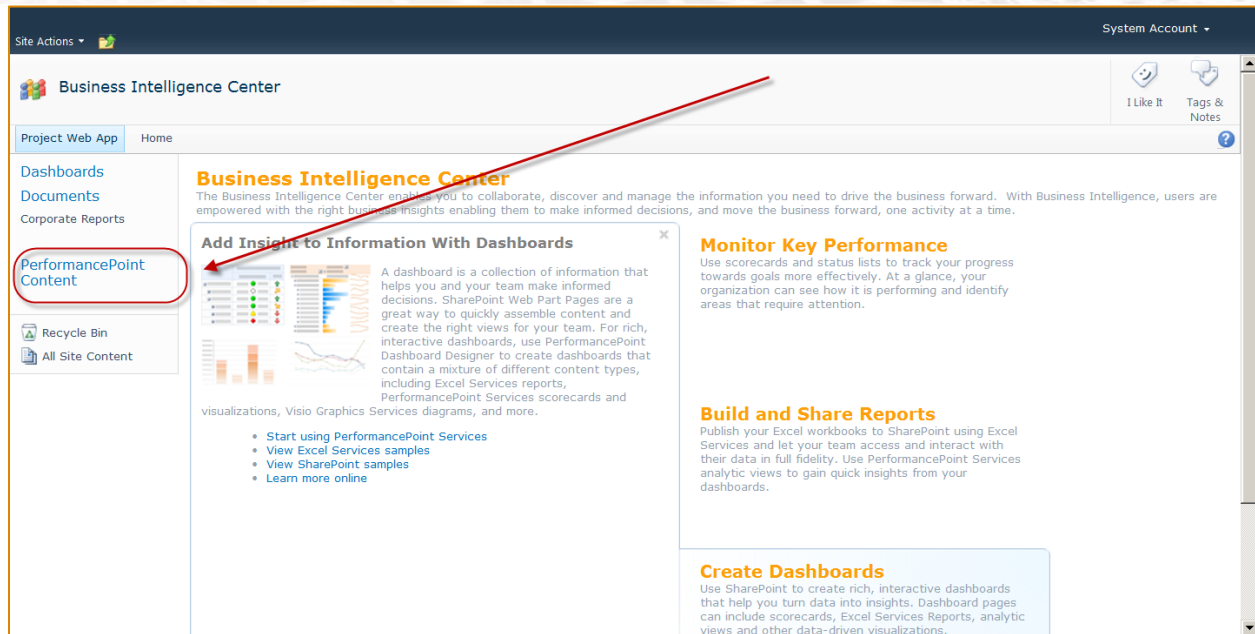 System Account
Site Actions
Business Intelligence Center
I Like It
Tags &
Notes
Project Web App
Home
Dashboards
Documents
Corporate Reports
PerformancePoint
Content
Recycle Bin
All Site Content
Business Intelligence Center
The Business Intelligence Center enables you to collaborate, discover and manage the information you need to drive the business forward. With Business Intelligence, users are
empowered with the right business insights enabling them to make informed decisions, and move the business forward, one activity at a time.
Add Insight to Information With Dashboards
A dashboard is a collection of information that
helps you and your team make informed
decisions. SharePoint Web Part Pages are a
great way to quickly assemble content and
create the right views for your team. For rich,
interactive dashboards, use PerformancePoint
Dashboard Designer to create dashboards that
contain a mixture of different content types,
including Excel Services reports,
PerformancePoint Services scorecards and
visualizations, Visio Graphics Services diagrams, and more.
Start using PerformancePoint Services
View Excel Services samples
View SharePoint samples
Learn more online
Monitor Key Performance
Use scorecards and status lists to track your progress
towards goals more effectively. At a glance, your
organization can see how it is performing and identify
areas that require attention.
Build and Share Reports
Publish your Excel workbooks to SharePoint using Excel
Services and let your team access and interact with
their data in full fidelity. Use PerformancePoint Services
analytic views to gain quick insights from your
dashboards.
Create Dashboards
Use SharePoint to create rich, interactive dashboards
that help you turn data into insights. Dashboard pages
can include scorecards, Excel Services Reports, analytic
views and other data-driven visualizations.